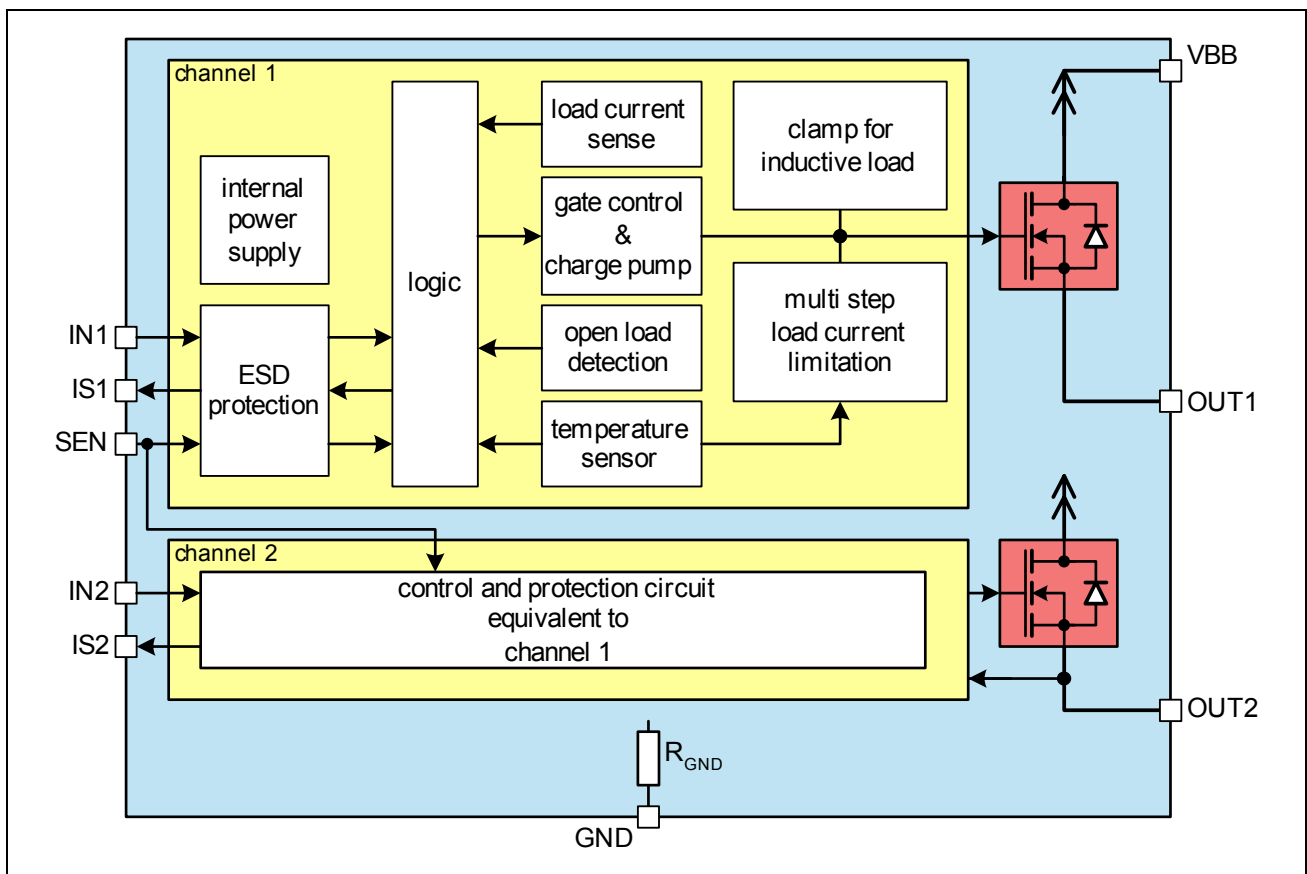 channel 1
VBB
internal
power
supply
logic
load current
sense
clamp for
inductive load
gate control
&
charge pump
multi step
load current
limitation
open load
detection
temperature
sensor
IN1
IS1
SEN
ESD
protection
OUT1
channel 2
IN2
IS2
control and protection circuit
equivalent to
channel 1
OUT2
RGND
GND